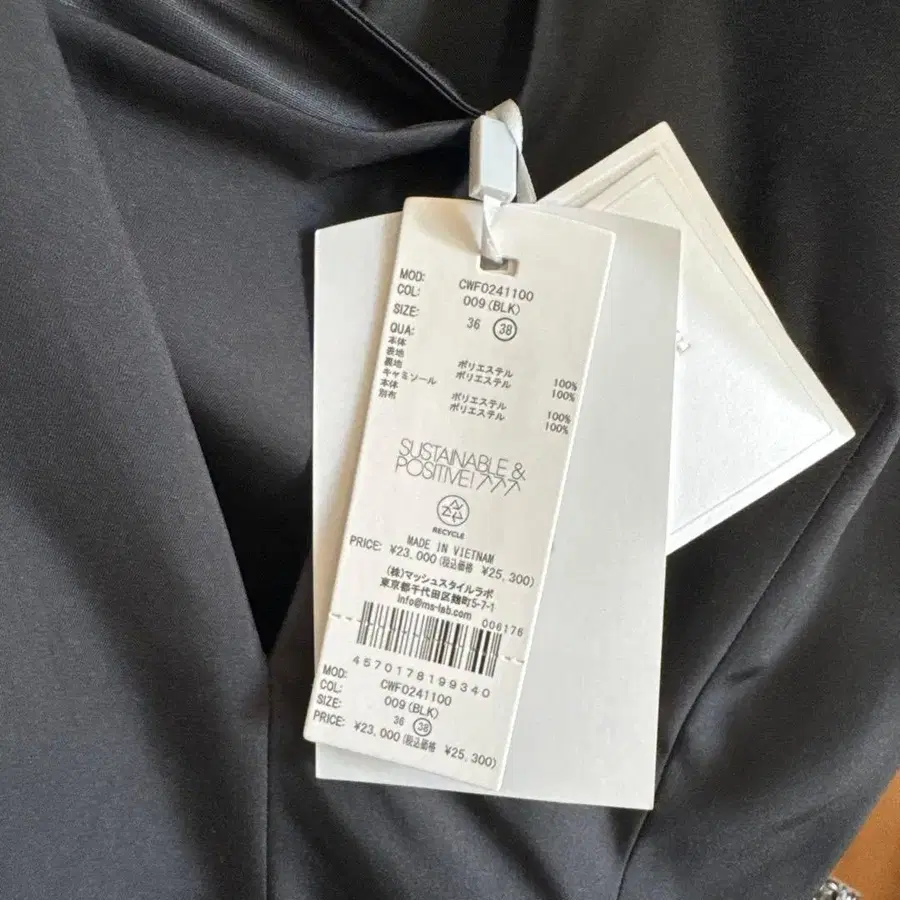 MOD: CWF0241100
COL: 009(BLK)
SIZE: 36 38
QUA:
本体
表地 ポリエステル 100%
裏地 ポリエステル 100%
キャミソール
本体 ポリエステル 100%
別布 ポリエステル 100%
SUSTAINABLE &
POSITIVE!
RECYCLE
MADE IN VIETNAM
PRICE: ¥23,000(税込価格 ¥25,300)
(株)マッシュスタイルラボ
東京都千代田区麹町5-7-1
info@ms-lab.com
006176
4570178199340
MOD: CWF0241100
COL: 009(BLK)
SIZE: 36 38
PRICE: ¥23,000(税込価格 ¥25,300)